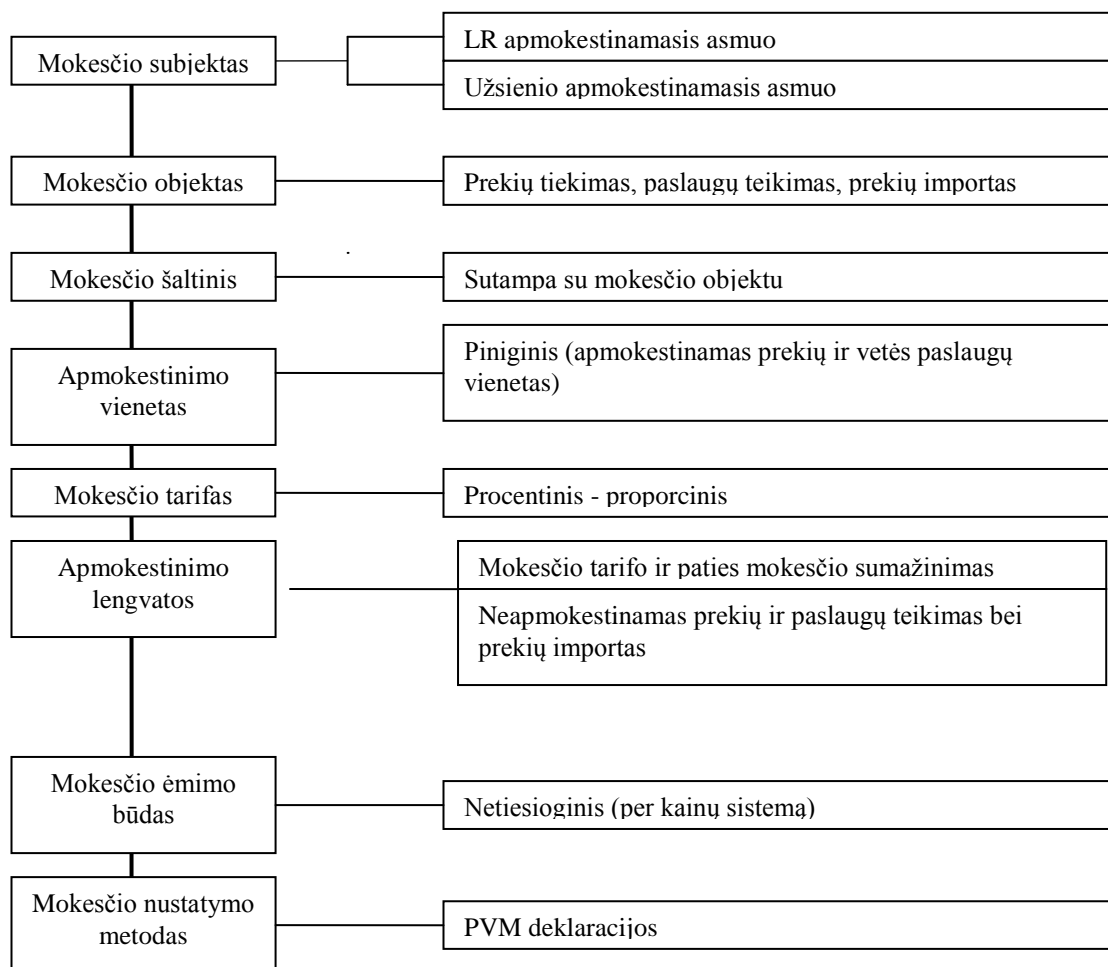 Mokesčio subjektas
LR apmokestinamasis asmuo
Užsienio apmokestinamasis asmuo
Mokesčio objektas
Prekių tiekimas, paslaugų teikimas, prekių importas
Mokesčio šaltinis
Sutampa su mokesčio objektu
Apmokestinimo
vienetas
Piniginis (apmokestinamas prekių ir vetės paslaugų
vienetas)
Mokesčio tarifas
Procentinis - proporcinis
Apmokestinimo
lengvatos
Mokesčio tarifo ir paties mokesčio sumažinimas
Neapmokestinamas prekių ir paslaugų teikimas bei
prekių importas
Mokesčio ėmimo
būdas
Netiesioginis (per kainų sistemą)
Mokesčio nustatymo
metodas
PVM deklaracijos